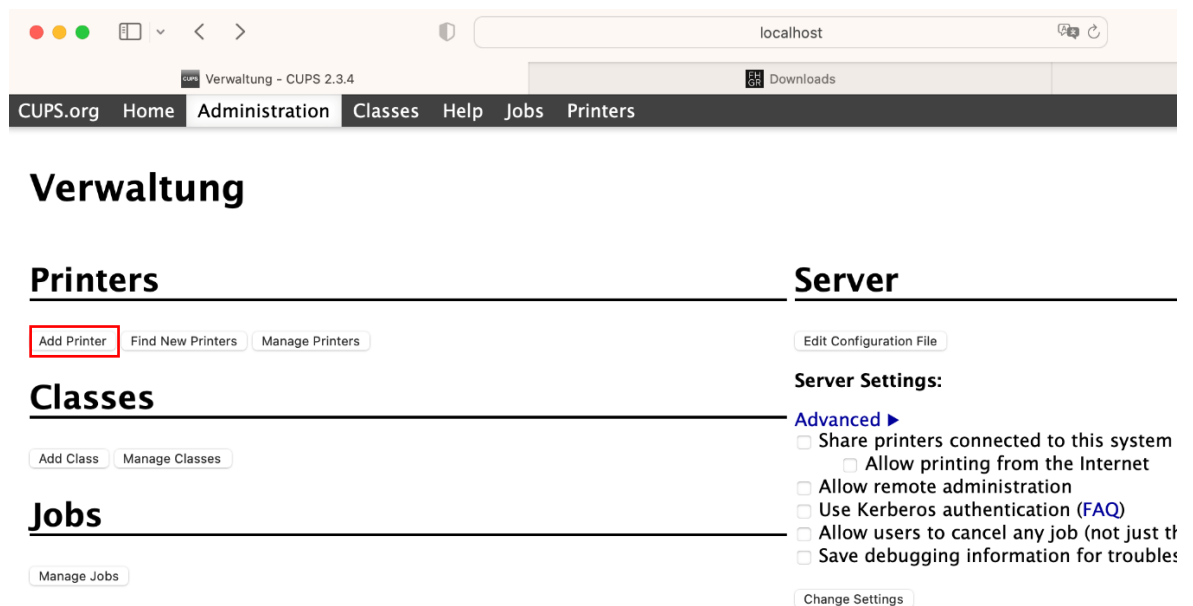 localhost
CUPS Verwaltung - CUPS 2.3.4
FH GR Downloads
CUPS.org Home Administration Classes Help Jobs Printers
Verwaltung
Printers
Add Printer Find New Printers Manage Printers
Classes
Add Class Manage Classes
Jobs
Manage Jobs
Server
Edit Configuration File
Server Settings:
Advanced ▶
Share printers connected to this system
Allow printing from the Internet
Allow remote administration
Use Kerberos authentication (FAQ)
Allow users to cancel any job (not just th
Save debugging information for troubles
Change Settings